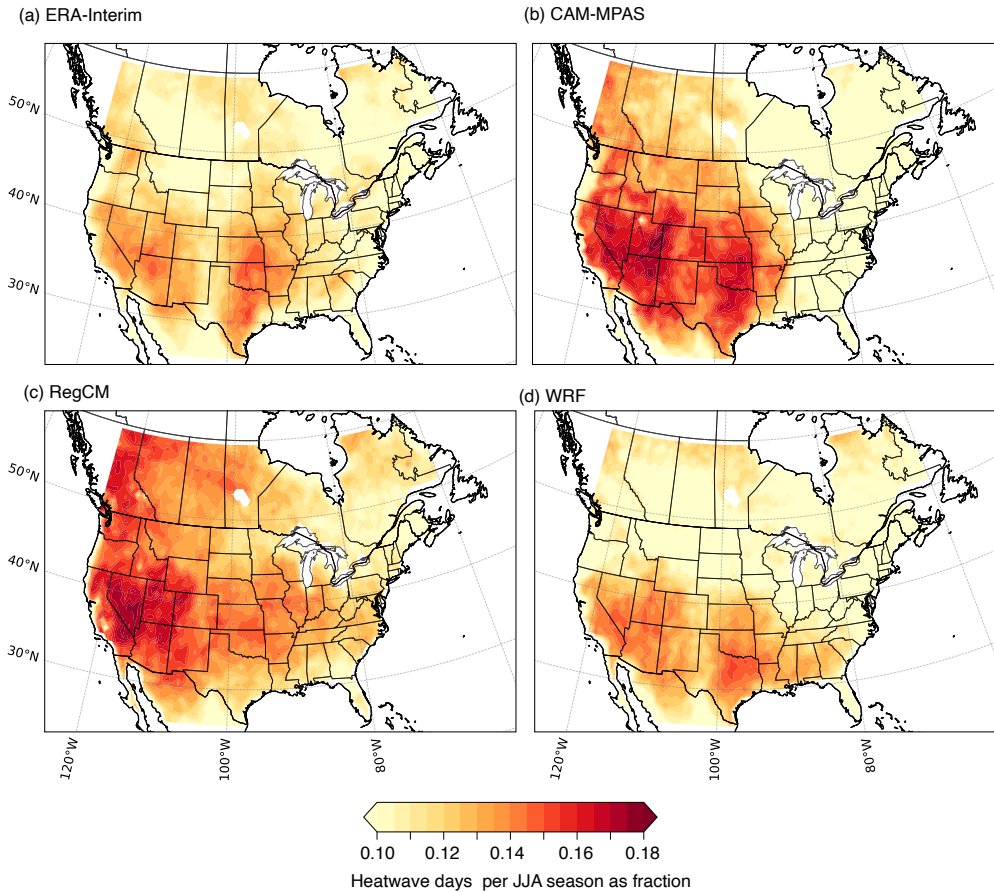 (a) ERA-Interim
(b) CAM-MPAS
50°N
40°N
30°N
(c) RegCM
(d) WRF
50°N
40°N
30°N
120°W
100°W
80°W
120°W
100°W
80°W
0.10
0.12
0.14
0.16
0.18
Heatwave days per JJA season as fraction